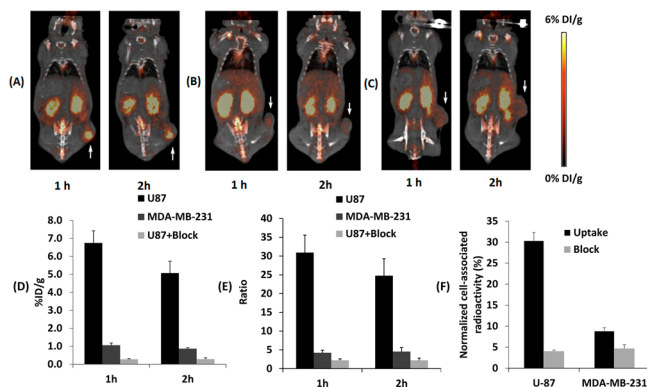 6% DI/g
(A)
(B)
(C)
1 h
2h
1 h
2h
1 h
2h
0% DI/g
U87
MDA-MB-231
U87+Block
8.0
7.0
6.0
5.0
4.0
3.0
2.0
1.0
0.0
%ID/g
(D)
1h
2h
U87
MDA-MB-231
U87+Block
40
35
30
25
20
15
10
5
0
Ratio
(E)
1h
2h
Uptake
Block
35
30
25
20
15
10
5
0
Normalized cell-associated
radioactivity (%)
(F)
U-87
MDA-MB-231